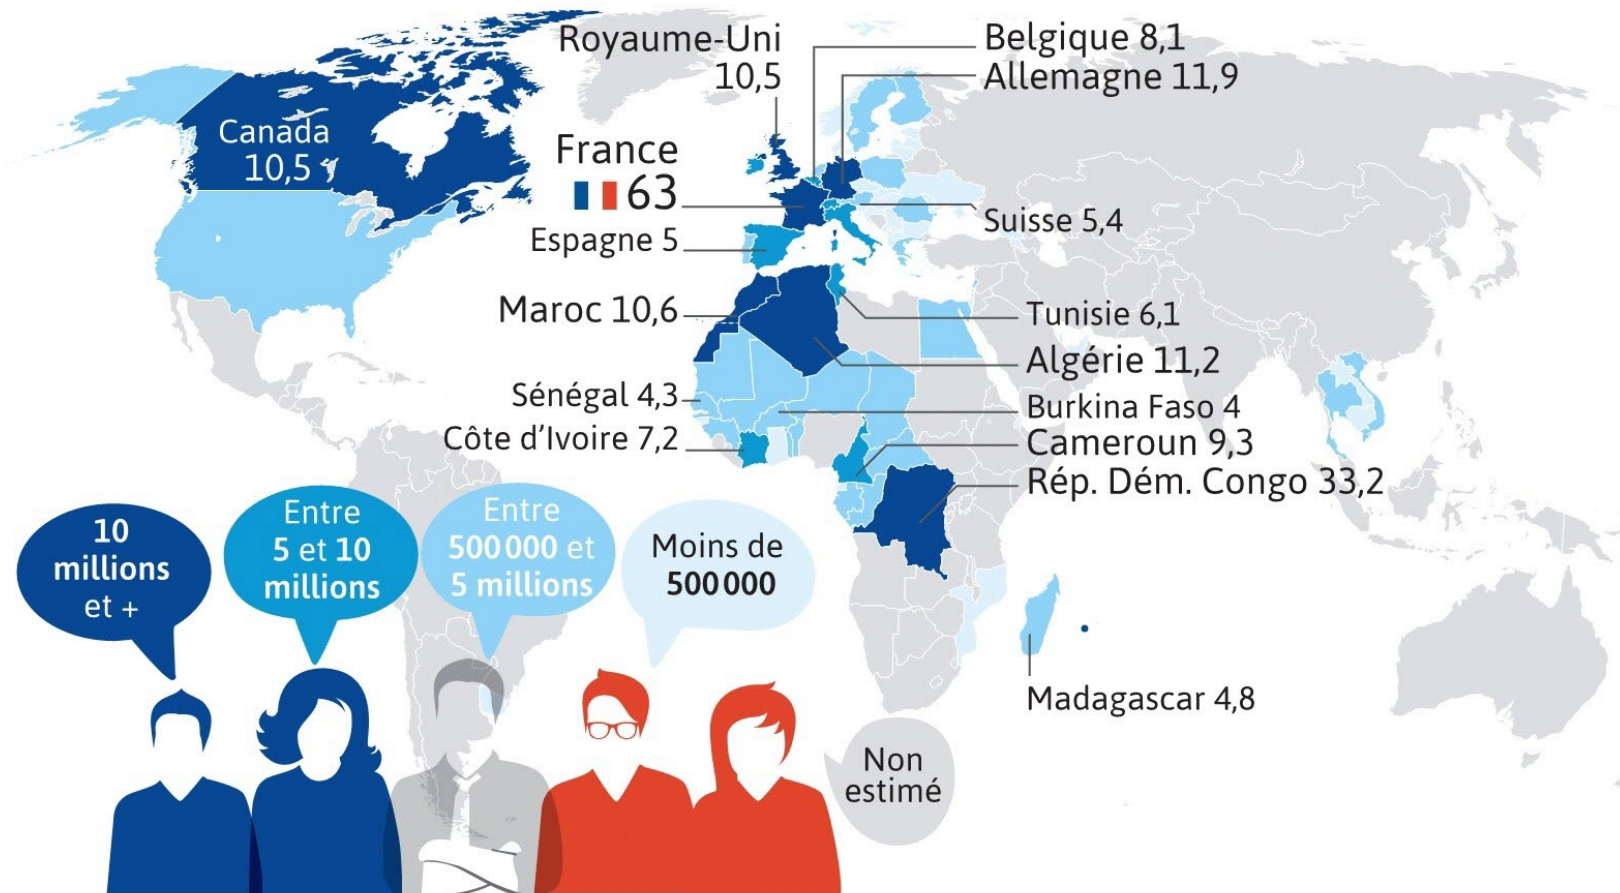 Royaume-Uni
10,5
Belgique 8,1
Allemagne 11,9
Canada
10,5
France
63
Suisse 5,4
Espagne 5
Maroc 10,6
Tunisie 6,1
Algérie 11,2
Sénégal 4,3
Burkina Faso 4
Côte d’Ivoire 7,2
Cameroun 9,3
Rép. Dém. Congo 33,2
10
millions
et +
Entre
5 et 10
millions
Entre
500 000 et
5 millions
Moins de
500 000
Madagascar 4,8
Non
estimé